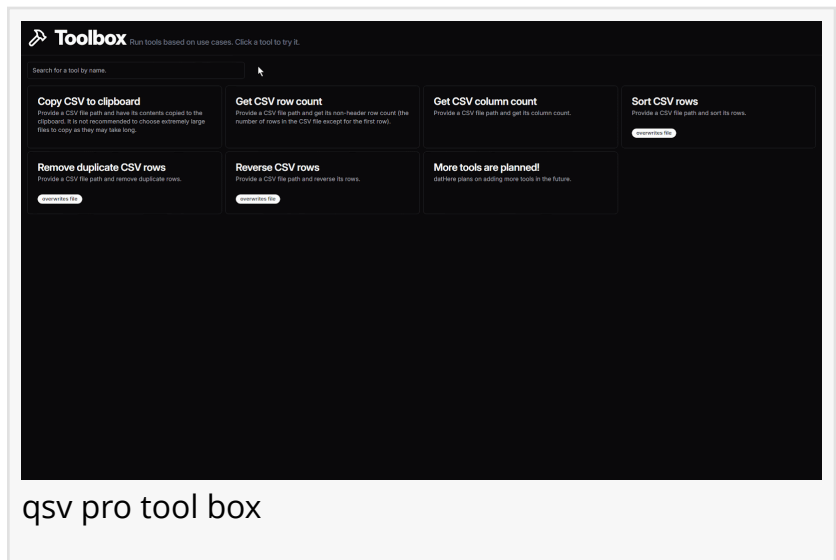 Toolbox Run tools based on use cases. Click a tool to try it.
Search for a tool by name.
Copy CSV to clipboard
Provide a CSV file path and have its contents copied to the
clipboard. It is not recommended to choose extremely large
files to copy as they may take long.
Get CSV row count
Provide a CSV file path and get its non-header row count (the
number of rows in the CSV file except for the first row).
Get CSV column count
Provide a CSV file path and get its column count.
Sort CSV rows
Provide a CSV file path and sort its rows.
overwrites file
Remove duplicate CSV rows
Provide a CSV file path and remove duplicate rows.
overwrites file
Reverse CSV rows
Provide a CSV file path and reverse its rows.
overwrites file
More tools are planned!
datHere plans on adding more tools in the future.
qsv pro tool box